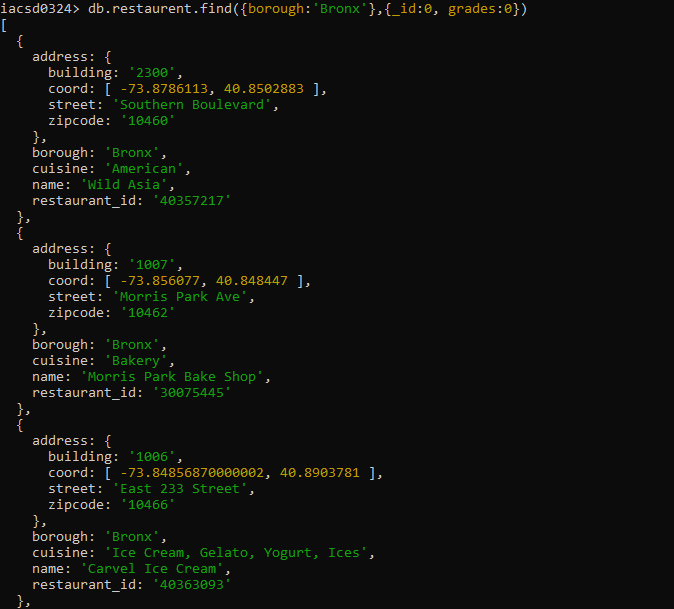 iacsd0324> db.restaurent.find({borough:'Bronx'},{_id:0, grades:0})
[
  {
    address: {
      building: '2300',
      coord: [ -73.8786113, 40.8502883 ],
      street: 'Southern Boulevard',
      zipcode: '10460'
    },
    borough: 'Bronx',
    cuisine: 'American',
    name: 'Wild Asia',
    restaurant_id: '40357217'
  },
  {
    address: {
      building: '1007',
      coord: [ -73.856077, 40.848447 ],
      street: 'Morris Park Ave',
      zipcode: '10462'
    },
    borough: 'Bronx',
    cuisine: 'Bakery',
    name: 'Morris Park Bake Shop',
    restaurant_id: '30075445'
  },
  {
    address: {
      building: '1006',
      coord: [ -73.84856870000002, 40.8903781 ],
      street: 'East 233 Street',
      zipcode: '10466'
    },
    borough: 'Bronx',
    cuisine: 'Ice Cream, Gelato, Yogurt, Ices',
    name: 'Carvel Ice Cream',
    restaurant_id: '40363093'
  },